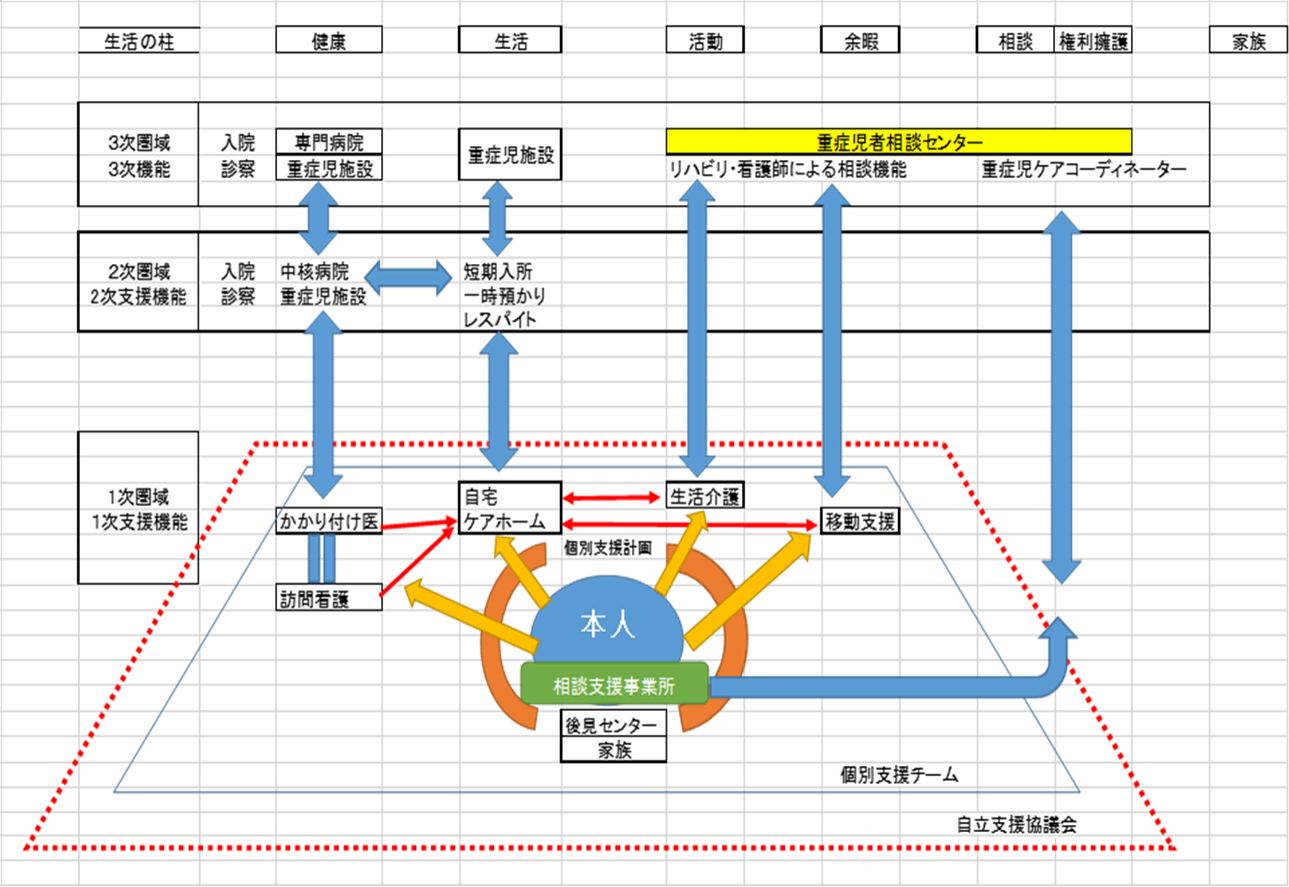 生活の柱 健康 生活 活動 余暇 相談 権利擁護 家族
3次圏域 入院 専門病院 重症児施設 重症児者相談センター
3次機能 診察 重症児施設 リハビリ・看護師による相談機能 重症児ケアコーディネーター
2次圏域 入院 中核病院 短期入所
2次支援機能 診察 重症児施設 一時預かり
レスパイト
1次圏域 自宅 生活介護
1次支援機能 かかり付け医 ケアホーム 移動支援
個別支援計画
訪問看護
本人
相談支援事業所
後見センター
家族
個別支援チーム
自立支援協議会